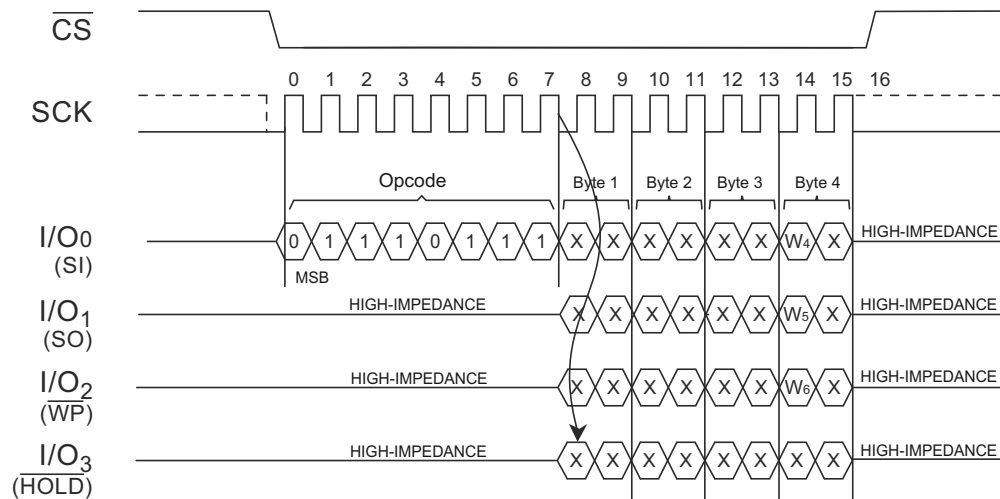 CS
0 1 2 3 4 5 6 7 8 9 10 11 12 13 14 15 16
SCK
Opcode Byte 1 Byte 2 Byte 3 Byte 4
I/O0 0 1 1 1 0 1 1 1 X X X X X X W4 X HIGH-IMPEDANCE
(SI)
MSB
I/O1 HIGH-IMPEDANCE X X X X X X W5 X HIGH-IMPEDANCE
(SO)
I/O2 HIGH-IMPEDANCE X X X X X X W6 X HIGH-IMPEDANCE
(WP)
I/O3 HIGH-IMPEDANCE X X X X X X X X HIGH-IMPEDANCE
(HOLD)